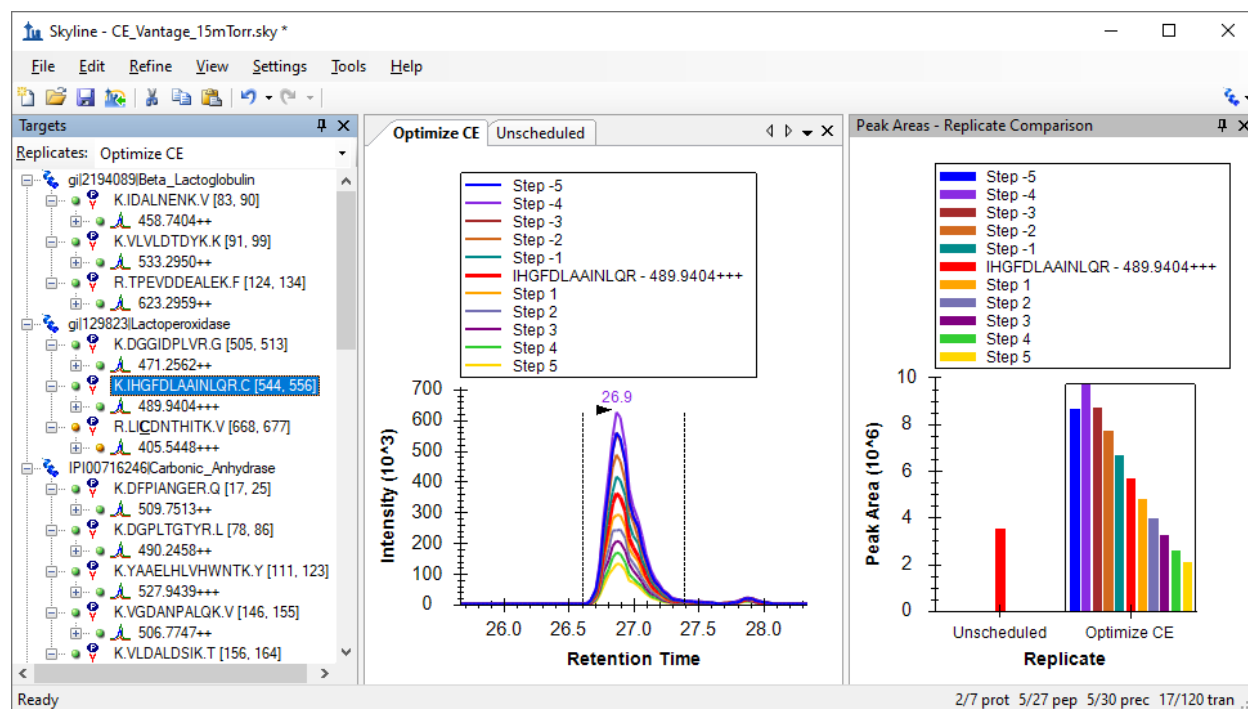 Skyline - CE_Vantage_15mTorr.sky *
File Edit Refine View Settings Tools Help
Targets
Replicates: Optimize CE
gi|2194089|Beta_Lactoglobulin
K.IDALNENK.V [83, 90]
458.7404++
K.VLVLDTDYK.K [91, 99]
533.2950++
R.TPEVDDEALEK.F [124, 134]
623.2959++
gi|129823|Lactoperoxidase
K.DGGIDPLVR.G [505, 513]
471.2562++
K.IHGFDLAAINLQR.C [544, 556]
489.9404+++
R.LICDNTHITK.V [668, 677]
405.5448+++
IPI00716246|Carbonic_Anhydrase
K.DFPIANGER.Q [17, 25]
509.7513++
K.DGPLTGTYR.L [78, 86]
490.2458++
K.YAAELHLVHWNTK.Y [111, 123]
527.9439+++
K.VGDANPALQK.V [146, 155]
506.7747++
K.VLDALDSIK.T [156, 164]
Optimize CE Unscheduled
Step -5
Step -4
Step -3
Step -2
Step -1
IHGFDLAAINLQR - 489.9404+++
Step 1
Step 2
Step 3
Step 4
Step 5
26.9
700
600
500
400
300
200
100
0
Intensity (10^3)
26.0 26.5 27.0 27.5 28.0
Retention Time
Peak Areas - Replicate Comparison
Step -5
Step -4
Step -3
Step -2
Step -1
IHGFDLAAINLQR - 489.9404+++
Step 1
Step 2
Step 3
Step 4
Step 5
10
8
6
4
2
0
Peak Area (10^6)
Unscheduled Optimize CE
Replicate
Ready
2/7 prot 5/27 pep 5/30 prec 17/120 tran